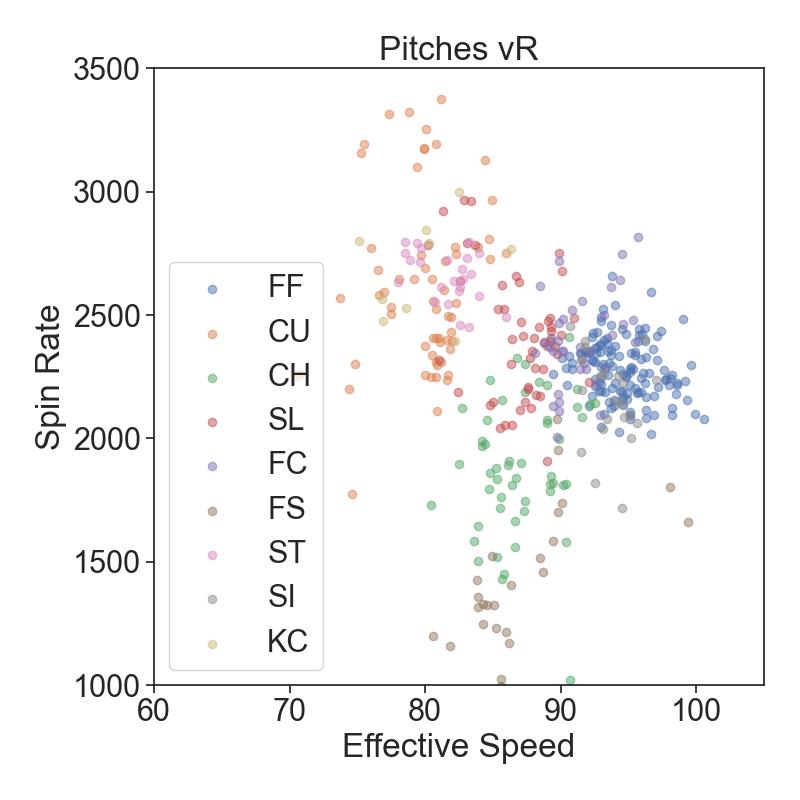 Pitches vR
3500
3000
2500
2000
1500
1000
Spin Rate
FF
CU
CH
SL
FC
FS
ST
SI
KC
60 70 80 90 100
Effective Speed